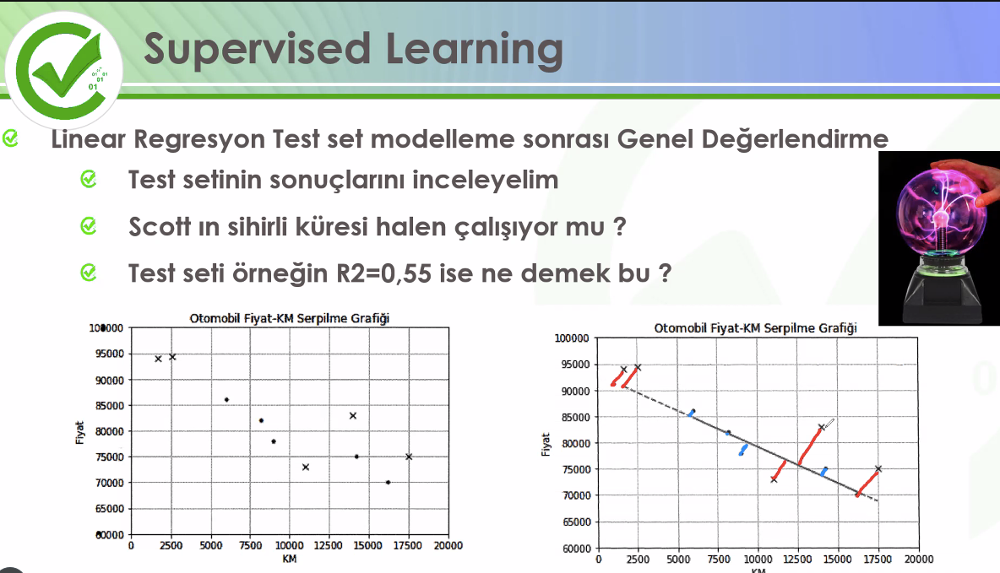 Supervised Learning
01 01
01
01
Linear Regresyon Test set modelleme sonrası Genel Değerlendirme
Test setinin sonuçlarını inceleyelim
Scott ın sihirli küresi halen çalışıyor mu ?
Test seti örneğin R2=0,55 ise ne demek bu ?
Otomobil Fiyat-KM Serpilme Grafiği
100000
95000
90000
85000
80000
75000
70000
65000
60000
Fiyat
0 2500 5000 7500 10000 12500 15000 17500 20000
KM
Otomobil Fiyat-KM Serpilme Grafiği
100000
95000
90000
85000
80000
75000
70000
65000
60000
Fiyat
0 2500 5000 7500 10000 12500 15000 17500 20000
KM